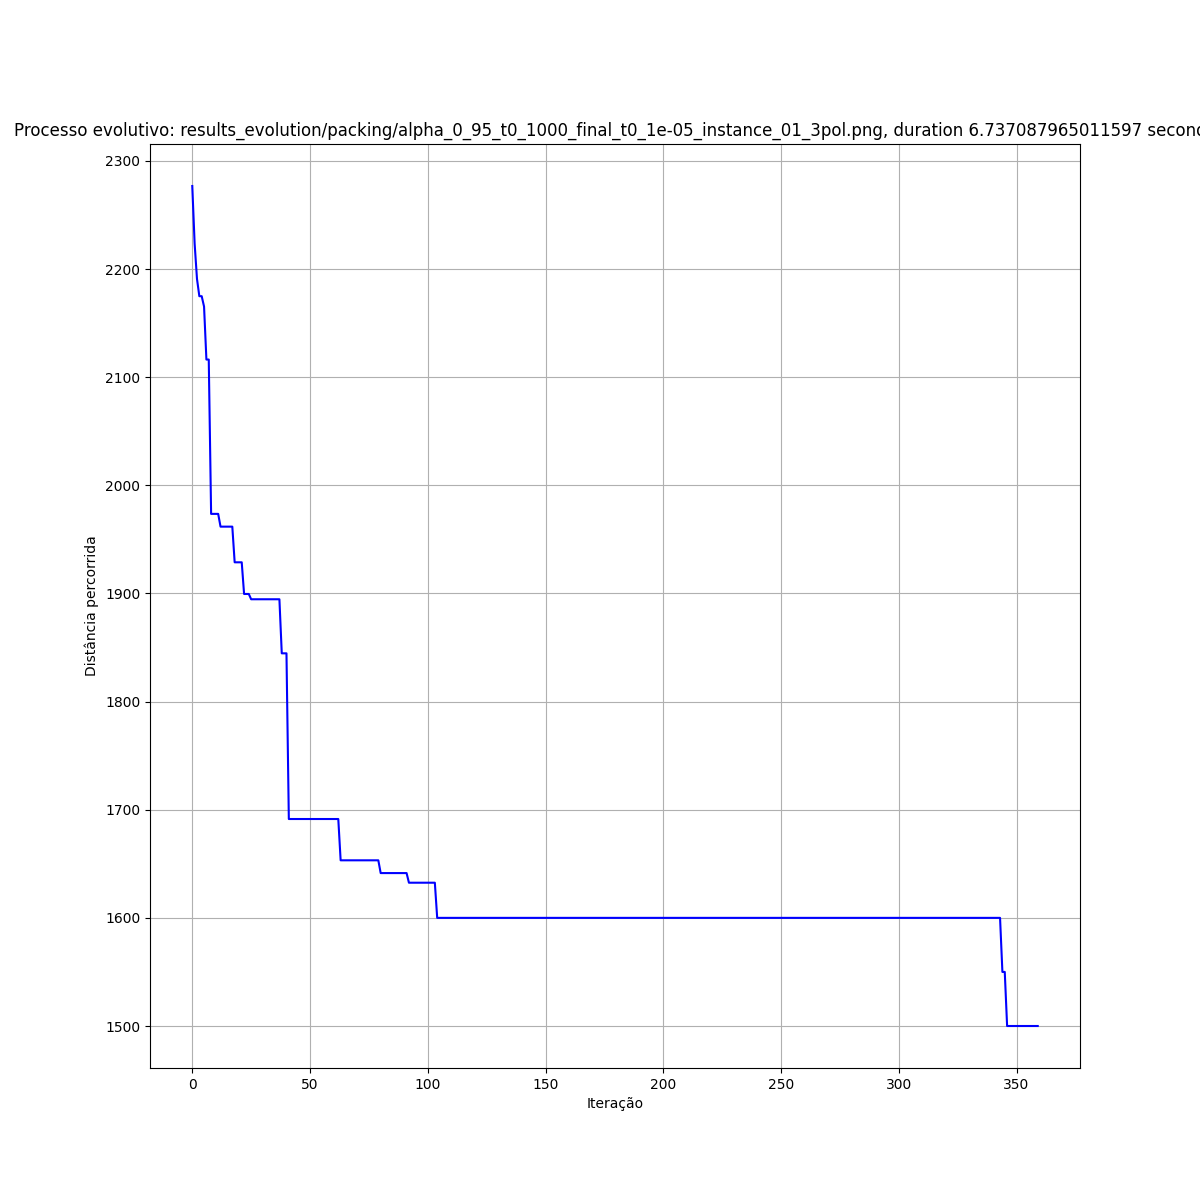 Processo evolutivo: results_evolution/packing/alpha_0_95_t0_1000_final_t0_1e-05_instance_01_3pol.png, duration 6.737087965011597 secon
2300
2200
2100
2000
1900
1800
1700
1600
1500
Distância percorrida
0 50 100 150 200 250 300 350
Iteração